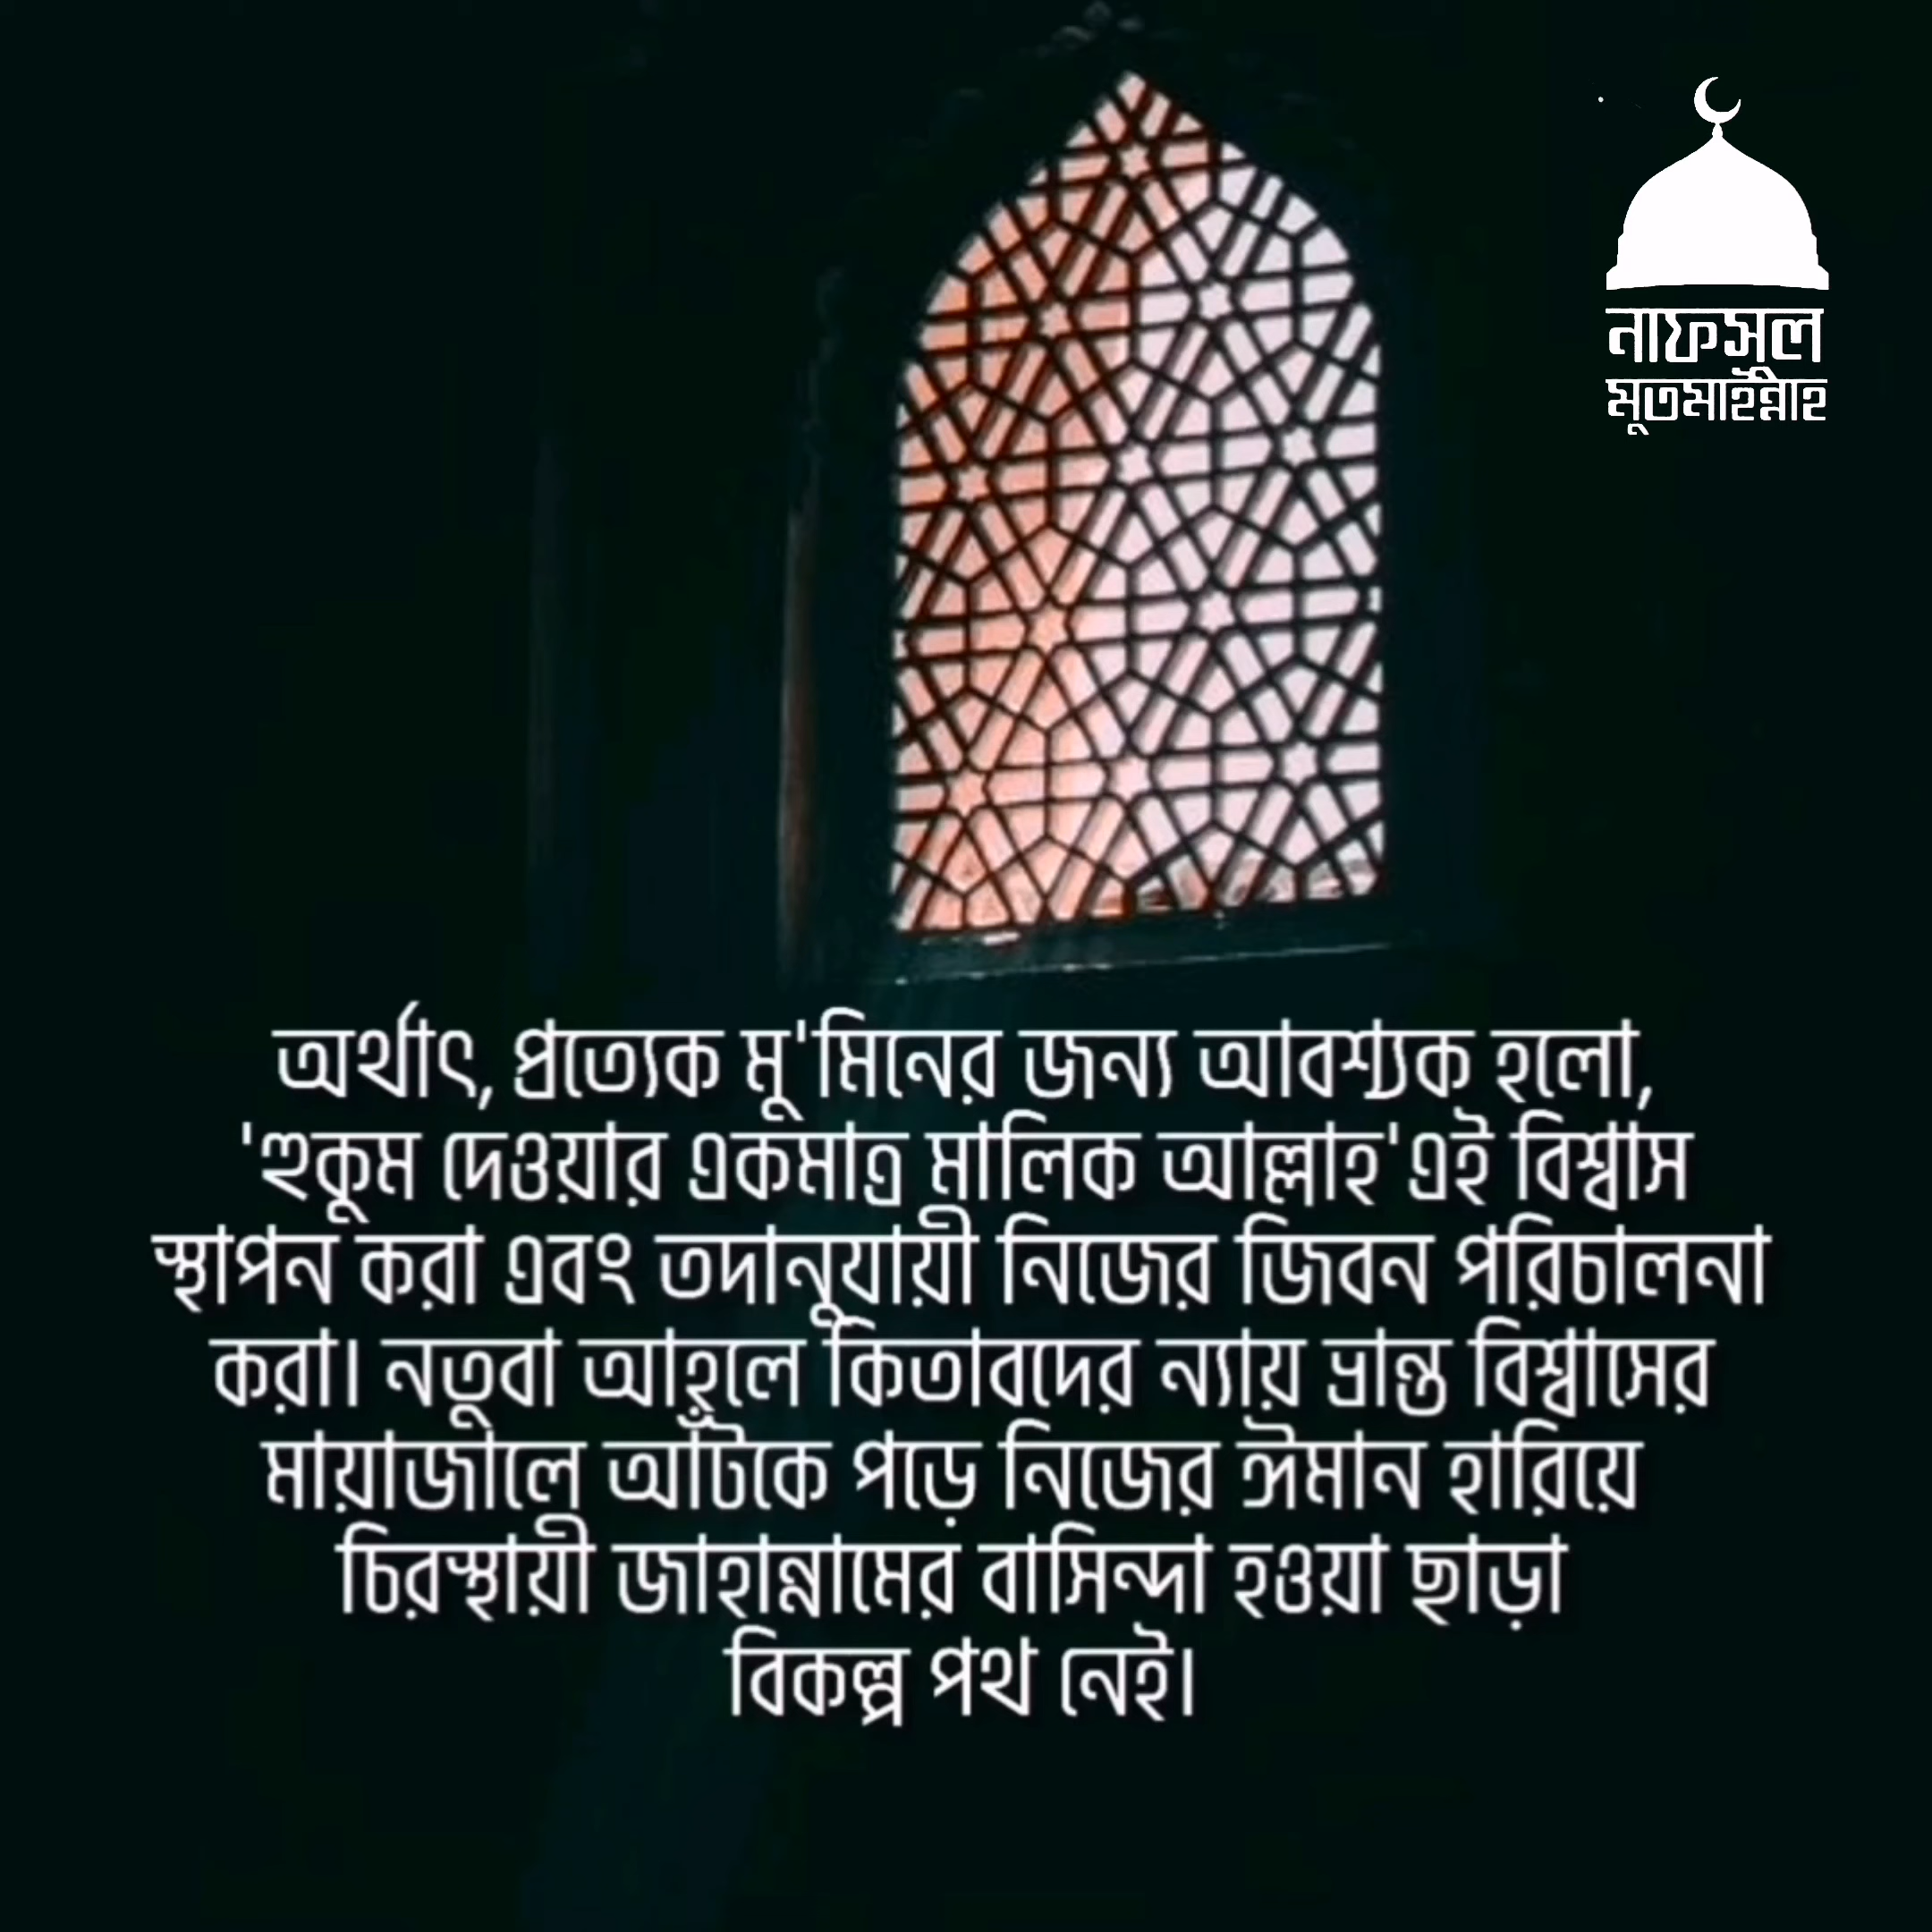 নাফসুল
মুতমাইন্নাহ
অর্থাৎ, প্রত্যেক মু'মিনের জন্য আবশ্যক হলো,
'হুকুম দেওয়ার একমাত্র মালিক আল্লাহ'এই বিশ্বাস
স্থাপন করা এবং তদানুযায়ী নিজের জিবন পরিচালনা
করা। নতুবা আহলে কিতাবদের ন্যায় ভ্রান্ত বিশ্বাসের
মায়াজালে আঁটকে পড়ে নিজের ঈমান হারিয়ে
চিরস্থায়ী জাহান্নামের বাসিন্দা হওয়া ছাড়া
বিকল্প পথ নেই।